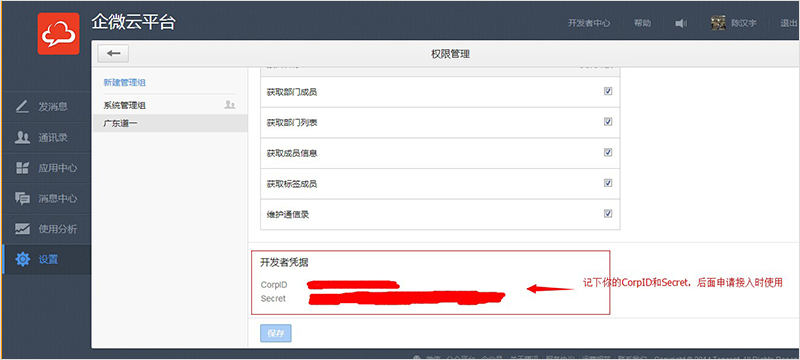 企微云平台
开发者中心 帮助 陈汉宇 退出
权限管理
新建管理组
系统管理组
广东道一
发消息
通讯录
应用中心
消息中心
使用分析
设置
获取部门成员
获取部门列表
获取成员信息
获取标签成员
维护通信录
开发者凭据
CorpID
Secret
记下你的CorpID和Secret，后面申请接入时使用
保存